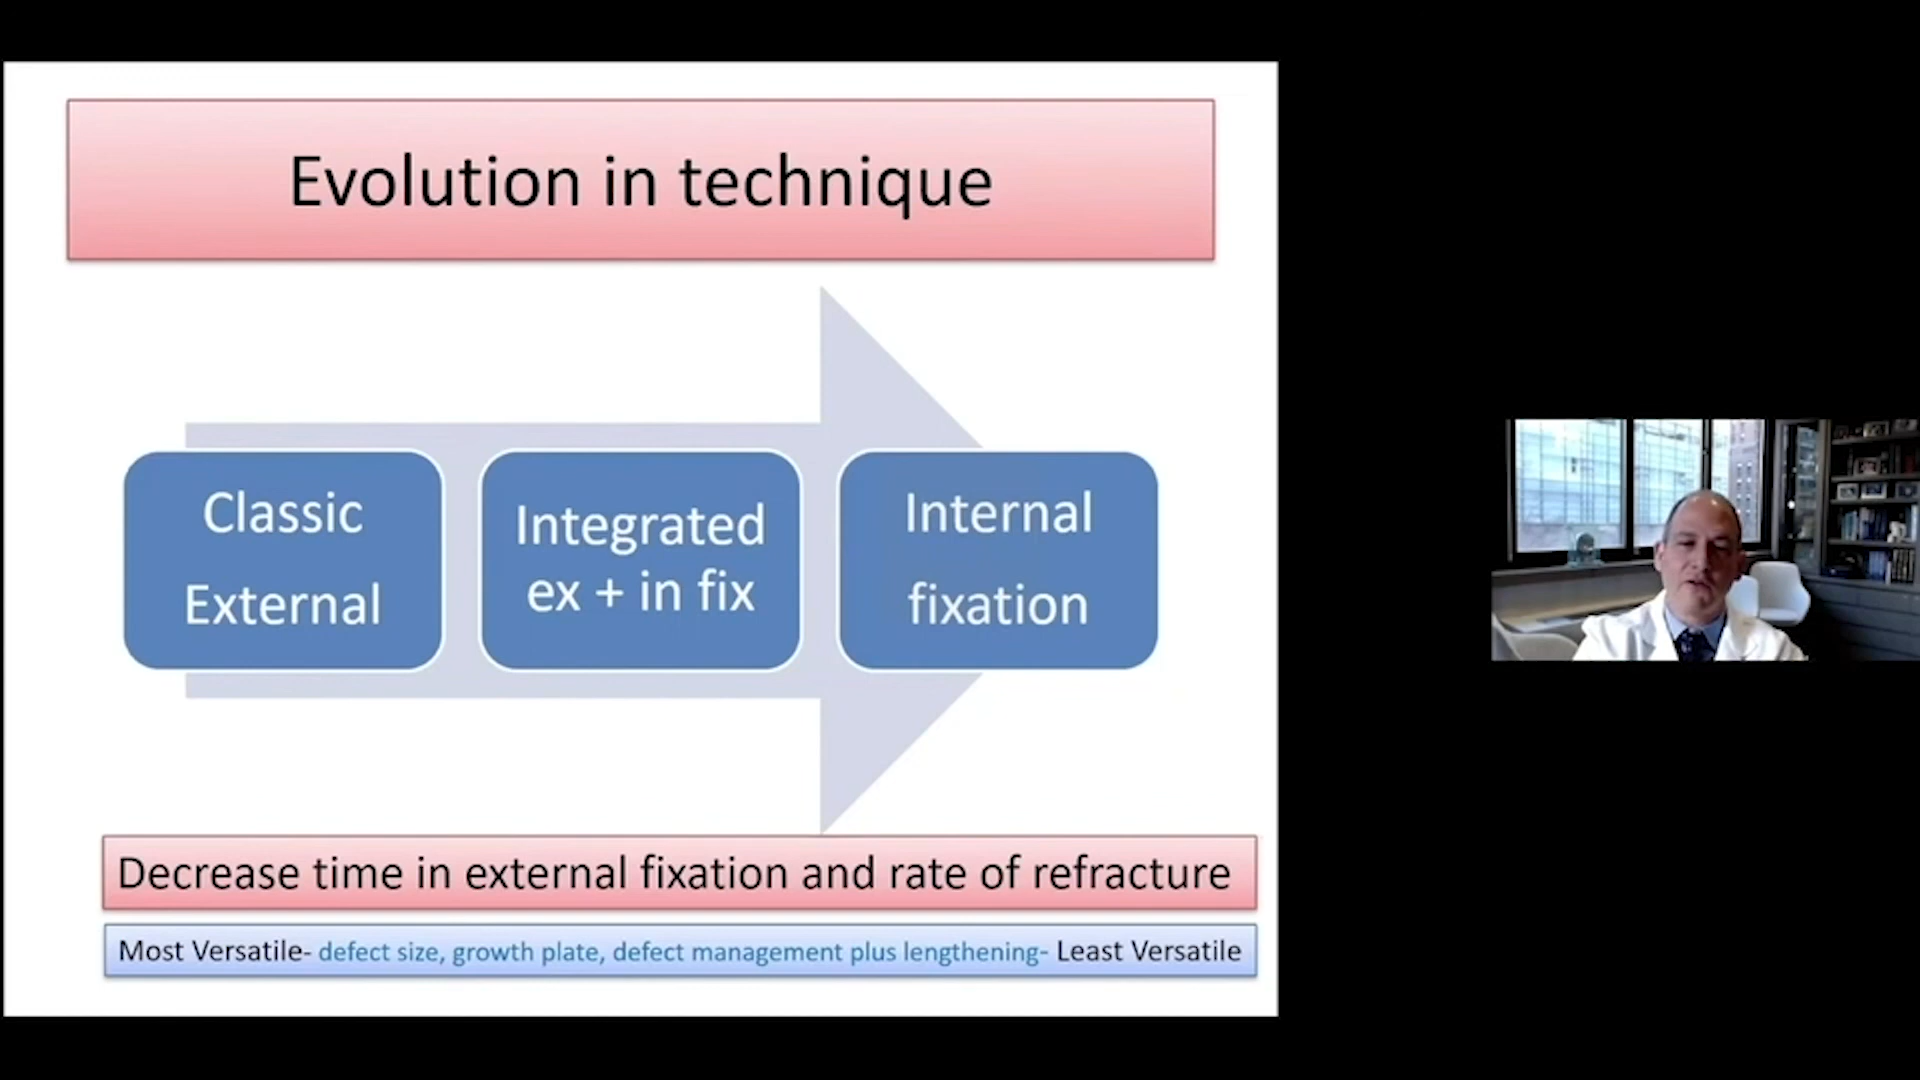 Evolution in technique
Classic
External
Integrated
ex + in fix
Internal
fixation
Decrease time in external fixation and rate of refracture
Most Versatile- defect size, growth plate, defect management plus lengthening- Least Versatile